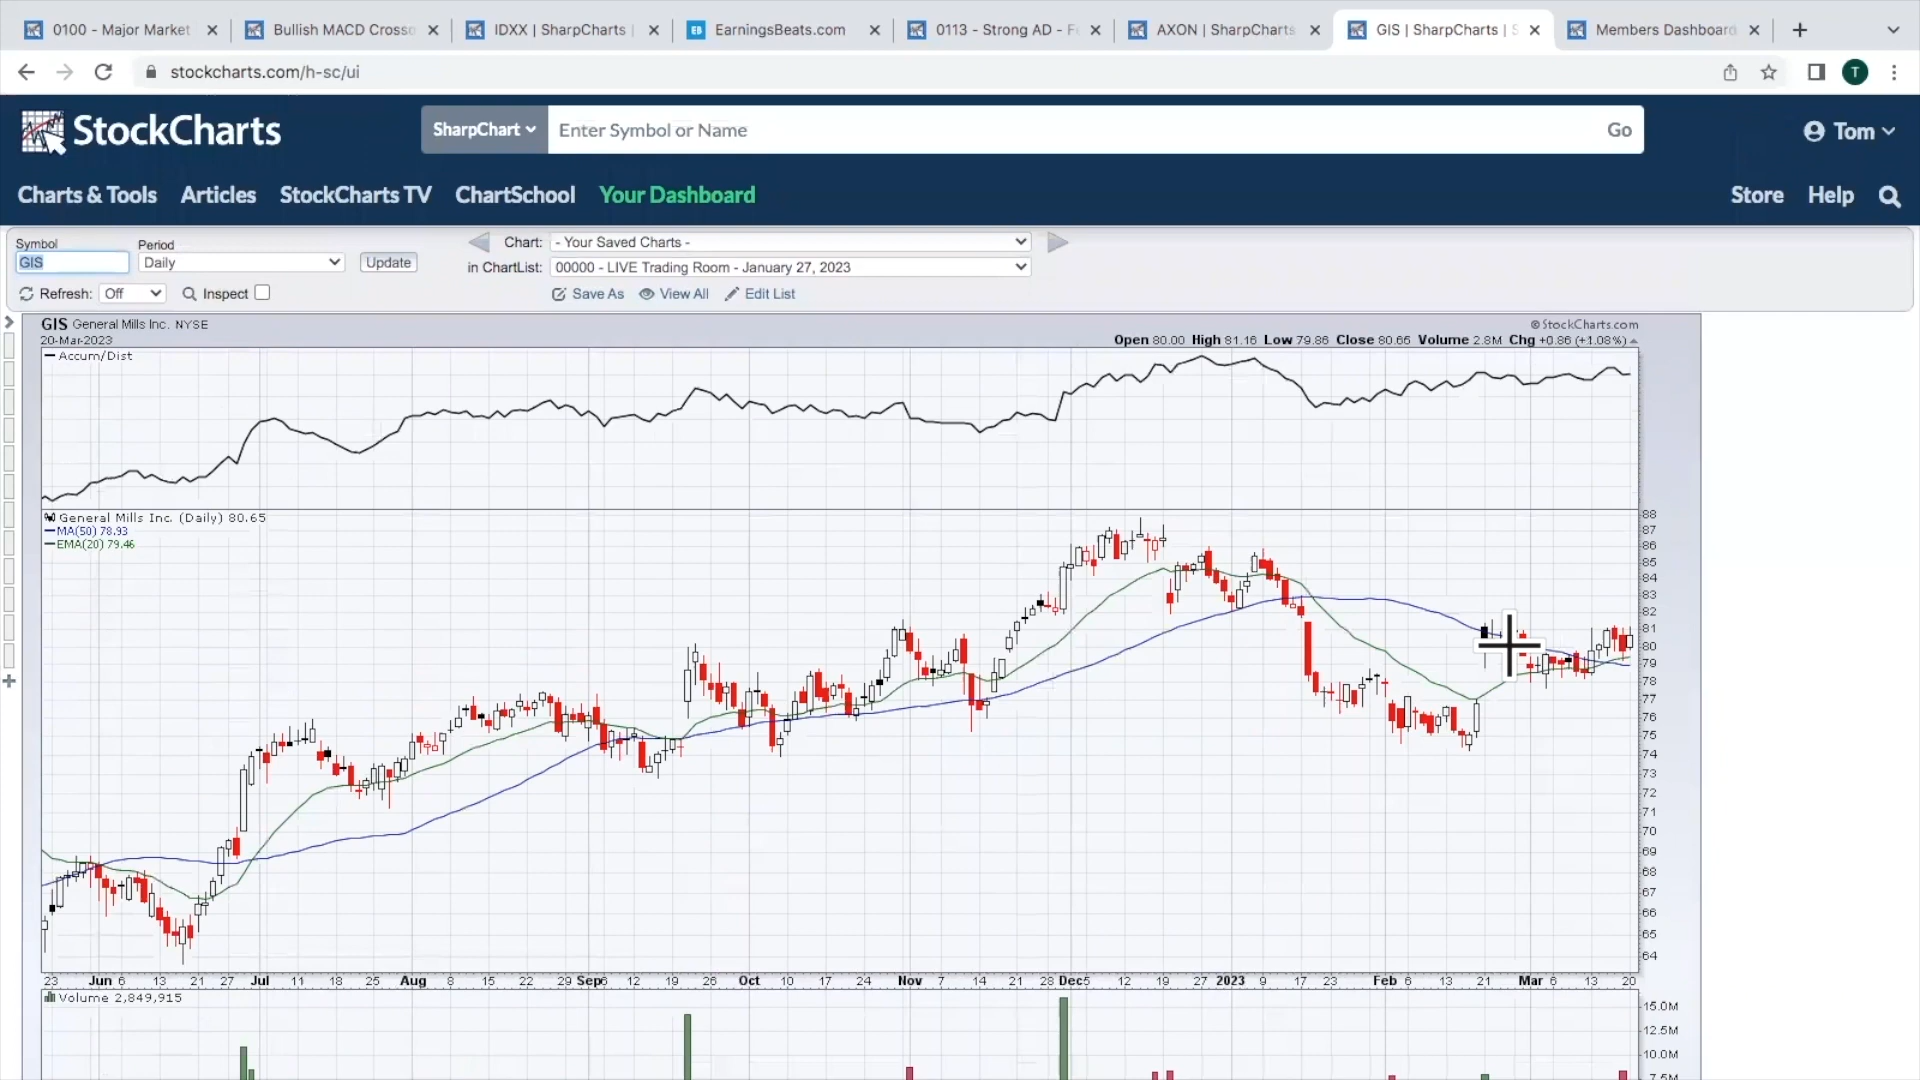 0100 - Major Market
Bullish MACD Crosso
IDXX | SharpCharts |
EarningsBeats.com
0113 - Strong AD - Fe
AXON | SharpCharts
GIS | SharpCharts | S
Members Dashboard
stockcharts.com/h-sc/ui
T
StockCharts
SharpChart
Enter Symbol or Name
Go
Tom
Charts & Tools
Articles
StockCharts TV
ChartSchool
Your Dashboard
Store
Help
Symbol
Period
GIS
Daily
Update
Chart:
- Your Saved Charts -
in ChartList:
00000 - LIVE Trading Room - January 27, 2023
Refresh: Off
Inspect
Save As
View All
Edit List
GIS General Mills Inc. NYSE
© StockCharts.com
20-Mar-2023
Open 80.00 High 81.16 Low 79.86 Close 80.65 Volume 2.8M Chg +0.86 (+1.08%)
Accum/Dist
General Mills Inc. (Daily) 80.65
MA(50) 78.93
EMA(20) 79.46
88
87
86
85
84
83
82
81
80
79
78
77
76
75
74
73
72
71
70
69
68
67
66
65
64
23 Jun 6 13 21 27 Jul 11 18 25 Aug 8 15 22 29 Sep 6 12 19 26 Oct 10 17 24 Nov 7 14 21 28 Dec 5 12 19 27 2023 9 17 23 Feb 6 13 21 Mar 6 13 20
Volume 2,849,915
15.0M
12.5M
10.0M
7.5M